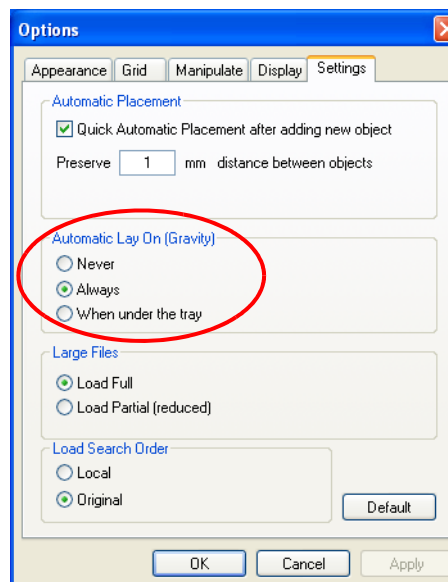 Options
Appearance Grid Manipulate Display Settings
Automatic Placement
Quick Automatic Placement after adding new object
Preserve 1 mm distance between objects
Automatic Lay On (Gravity)
Never
Always
When under the tray
Large Files
Load Full
Load Partial (reduced)
Load Search Order
Local
Original
Default
OK Cancel Apply